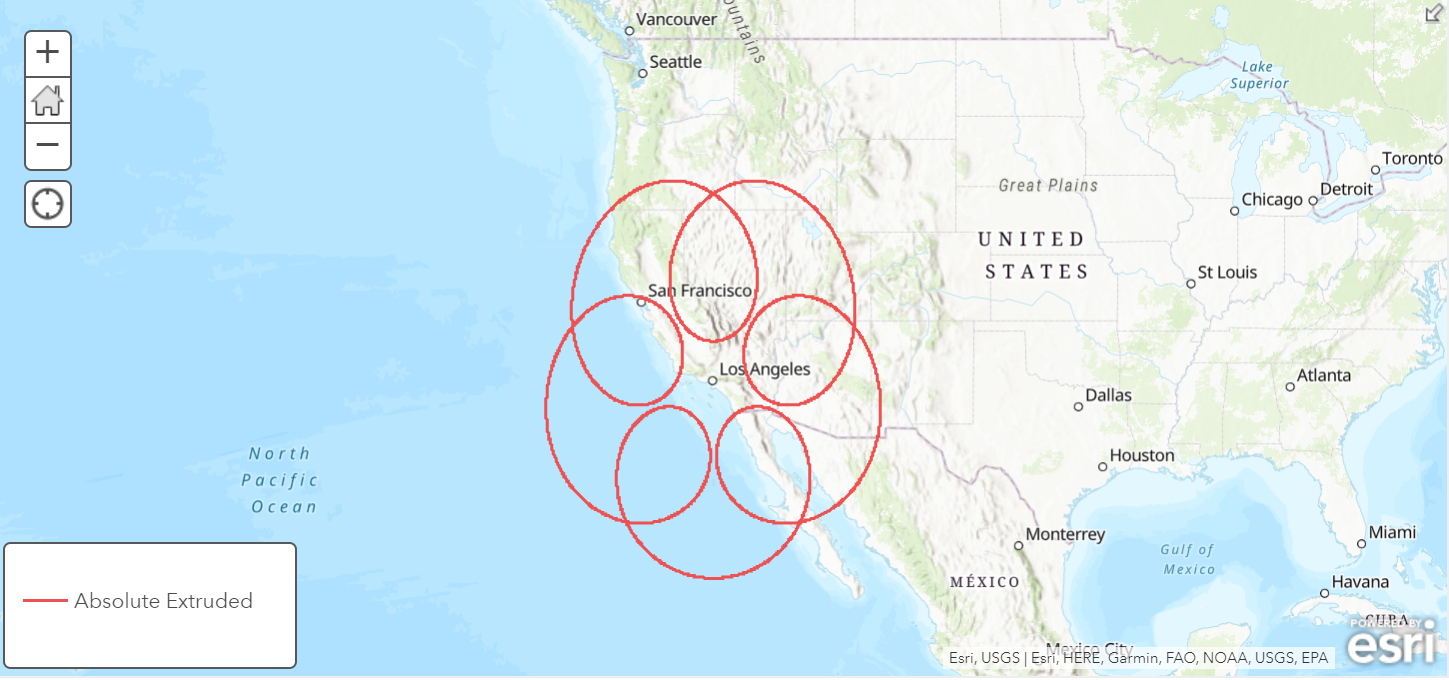 Vancouver
ountains
Seattle
Lake
Superior
Toronto
Great Plains
Detroit
Chicago
UNITED
STATES
St Louis
San Francisco
Los Angeles
Atlanta
Dallas
North
Pacific
Ocean
Houston
Monterrey
Miami
Gulf of
Mexico
MÉXICO
Havana
Absolute Extruded
CUBA
POWERED BY
esri
Mexico City
Esri, USGS | Esri, HERE, Garmin, FAO, NOAA, USGS, EPA